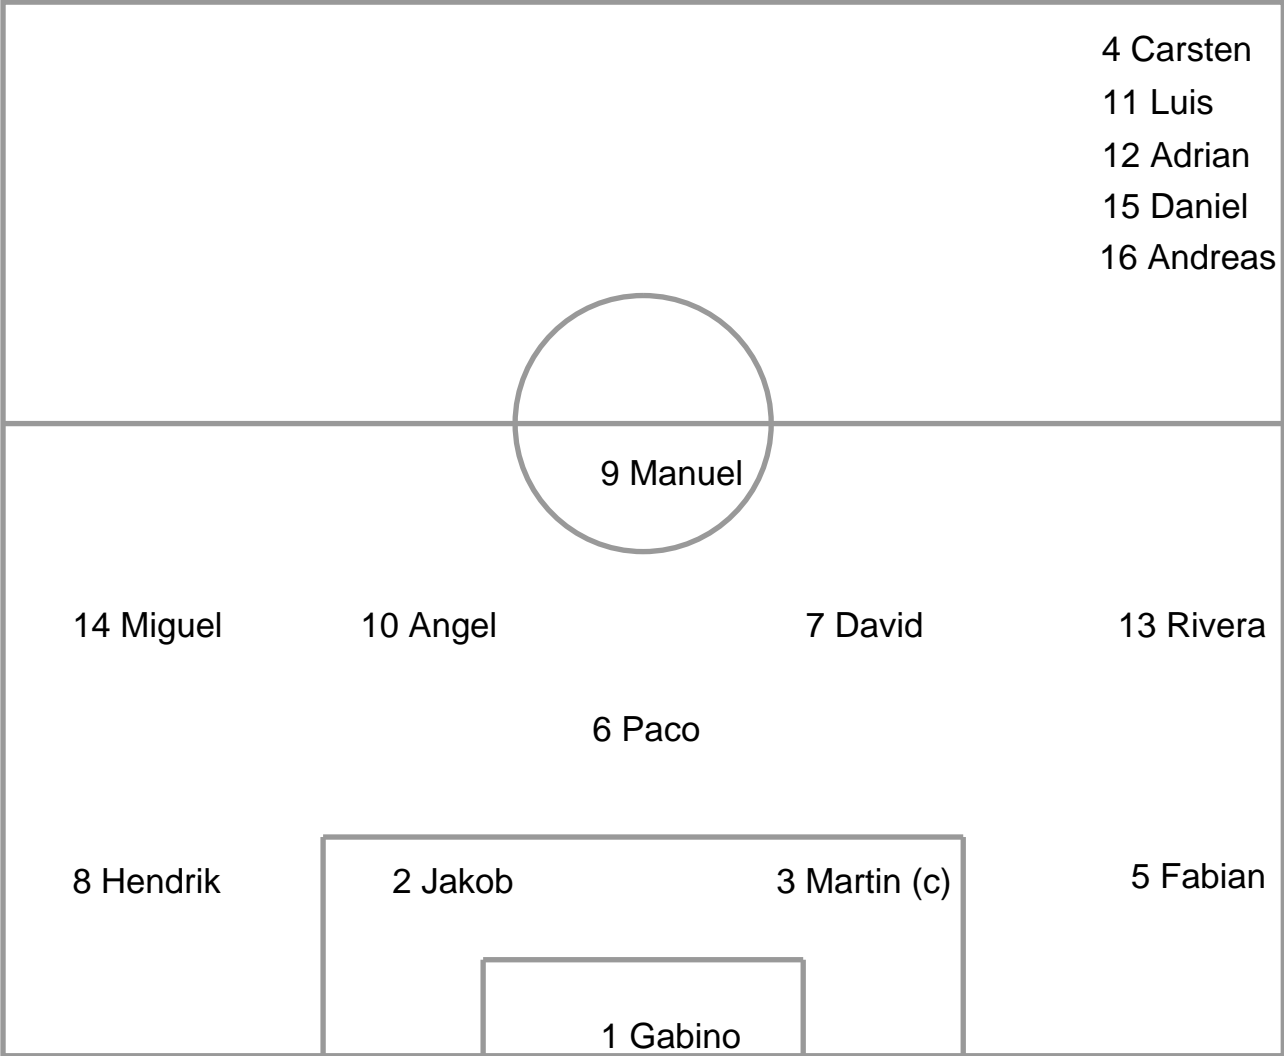 4 Carsten
11 Luis
12 Adrian
15 Daniel
16 Andreas
9 Manuel
14 Miguel
10 Angel
7 David
13 Rivera
6 Paco
8 Hendrik
2 Jakob
3 Martin (c)
5 Fabian
1 Gabino